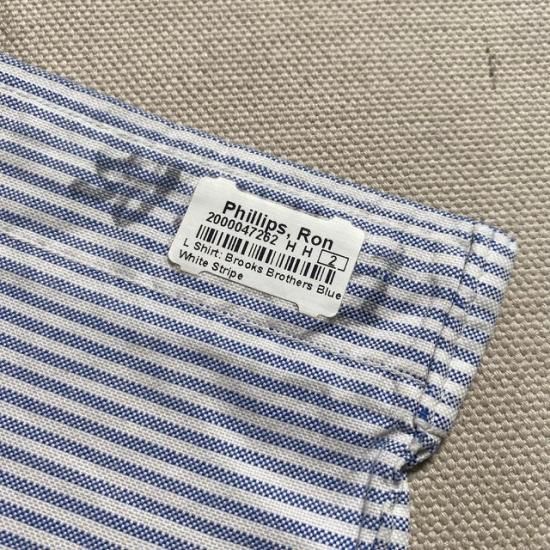 Phillips, Ron
2000047262 H H 2
L Shirt: Brooks Brothers Blue
White Stripe